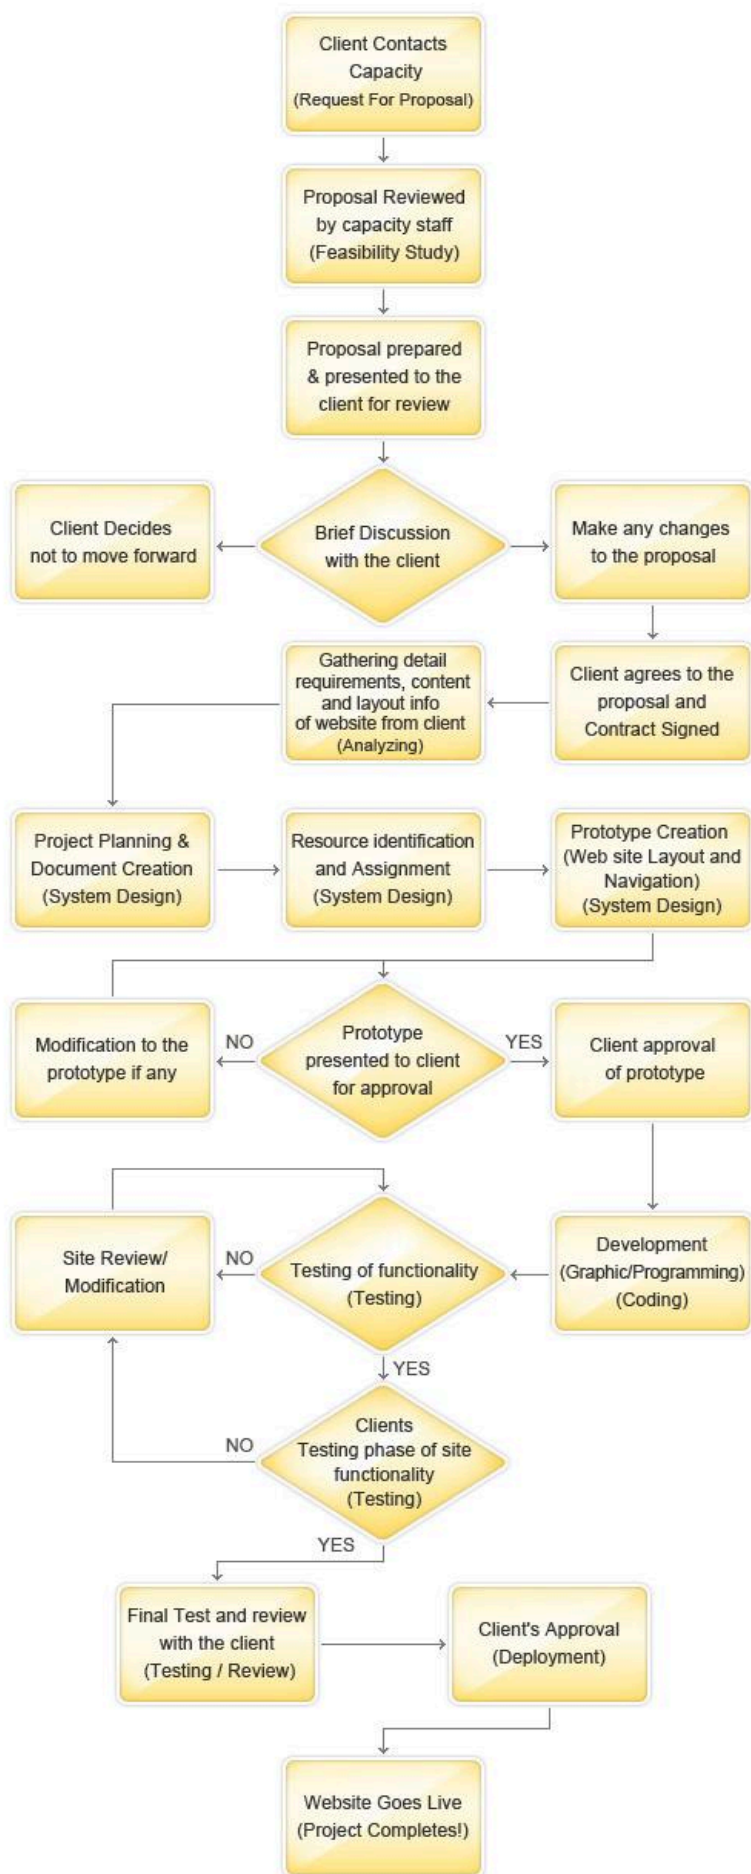 Client Contacts
Capacity
(Request For Proposal)
Proposal Reviewed
by capacity staff
(Feasibility Study)
Proposal prepared
& presented to the
client for review
Client Decides
not to move forward
Brief Discussion
with the client
Make any changes
to the proposal
Gathering detail
requirements, content
and layout info
of website from client
(Analyzing)
Client agrees to the
proposal and
Contract Signed
Project Planning &
Document Creation
(System Design)
Resource identification
and Assignment
(System Design)
Prototype Creation
(Web site Layout and
Navigation)
(System Design)
Modification to the
prototype if any
NO
Prototype
presented to client
for approval
YES
Client approval
of prototype
Site Review/
Modification
NO
Testing of functionality
(Testing)
Development
(Graphic/Programming)
(Coding)
YES
NO
Clients
Testing phase of site
functionality
(Testing)
YES
Final Test and review
with the client
(Testing / Review)
Client's Approval
(Deployment)
Website Goes Live
(Project Completes!)